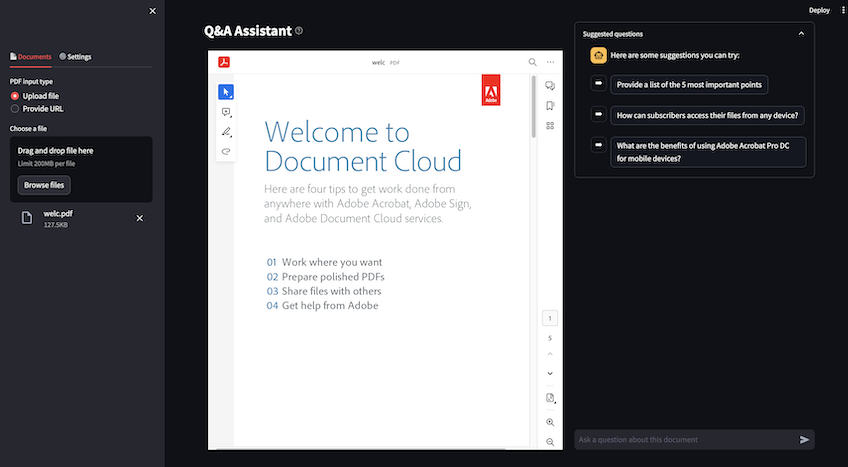 Deploy
Documents
Settings
PDF input type
Upload file
Provide URL
Choose a file
Drag and drop file here
Limit 200MB per file
Browse files
welc.pdf
127.5KB
Q&A Assistant
welc PDF
Adobe
Welcome to
Document Cloud
Here are four tips to get work done from
anywhere with Adobe Acrobat, Adobe Sign,
and Adobe Document Cloud services.
01 Work where you want
02 Prepare polished PDFs
03 Share files with others
04 Get help from Adobe
1
5
Suggested questions
Here are some suggestions you can try:
Provide a list of the 5 most important points
How can subscribers access their files from any device?
What are the benefits of using Adobe Acrobat Pro DC
for mobile devices?
Ask a question about this document